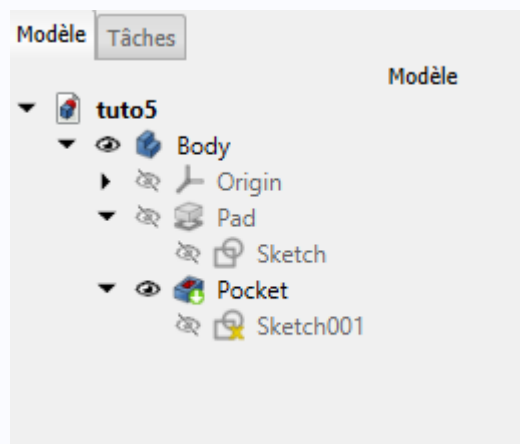 Modèle
Tâches
Modèle
tuto5
Body
Origin
Pad
Sketch
Pocket
Sketch001